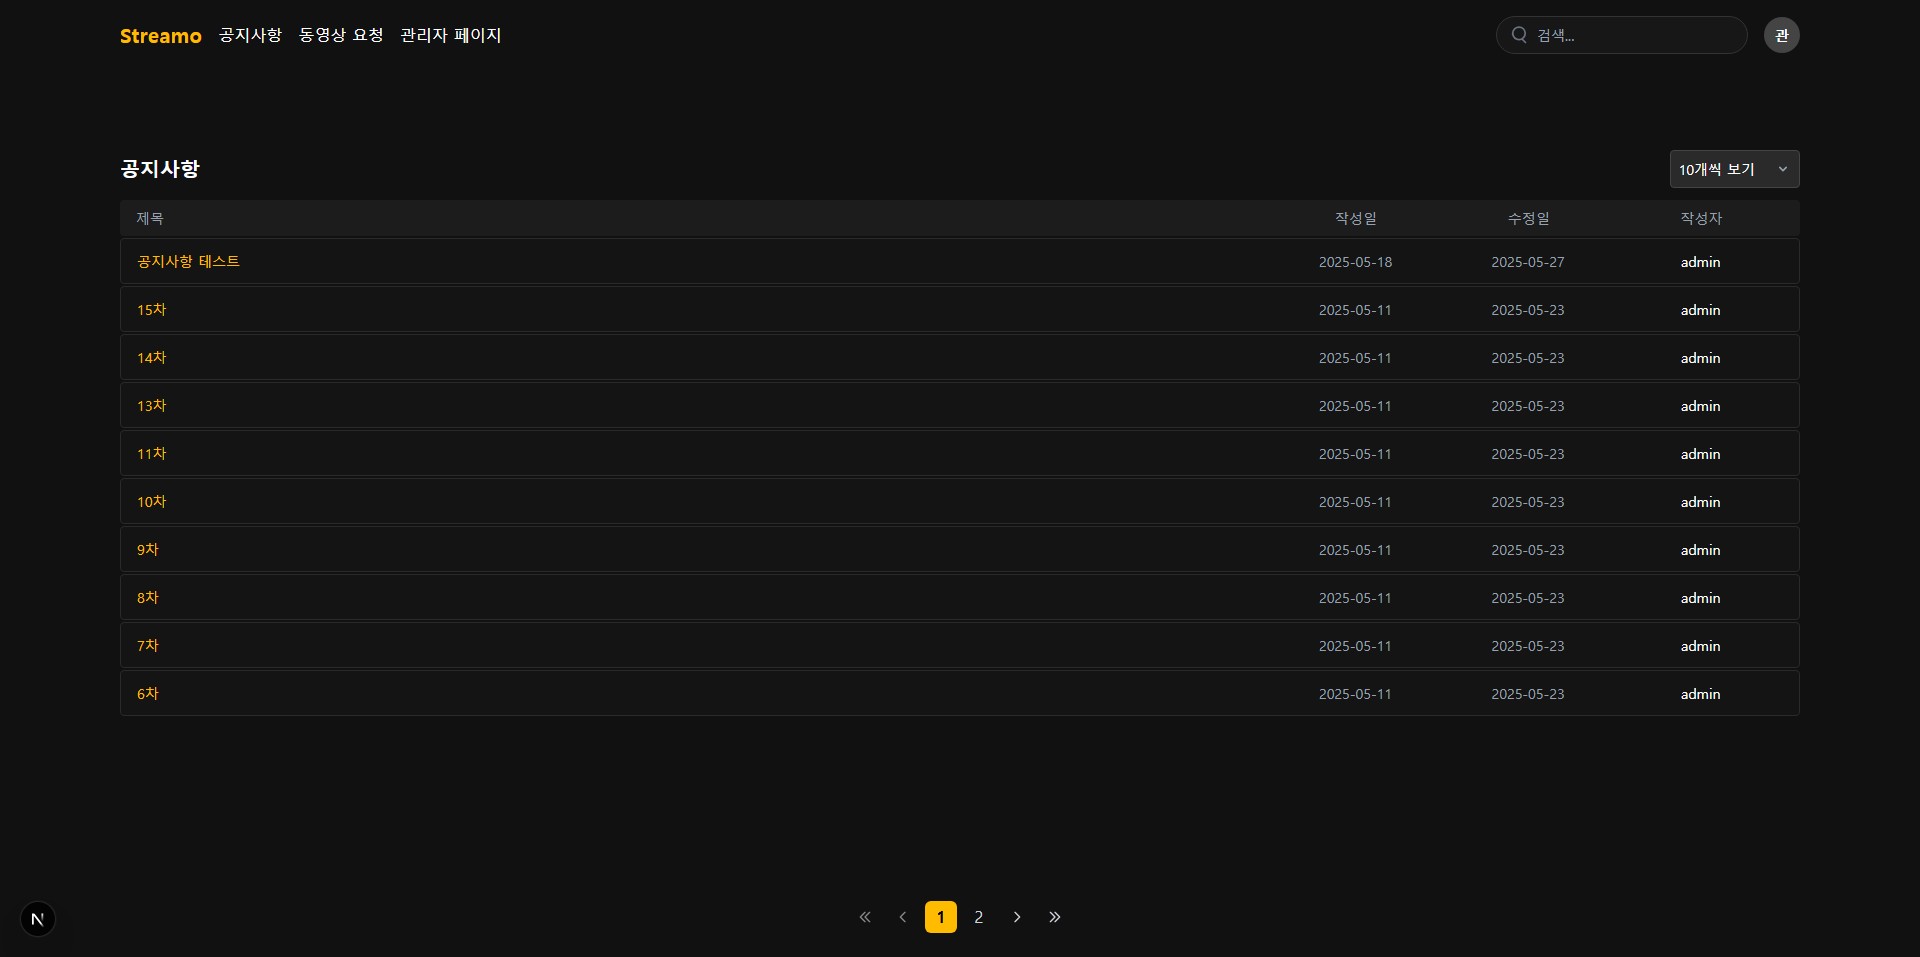 Streamo 공지사항 동영상 요청 관리자 페이지 검색... 관
공지사항 10개씩 보기
제목 작성일 수정일 작성자
공지사항 테스트 2025-05-18 2025-05-27 admin
15차 2025-05-11 2025-05-23 admin
14차 2025-05-11 2025-05-23 admin
13차 2025-05-11 2025-05-23 admin
11차 2025-05-11 2025-05-23 admin
10차 2025-05-11 2025-05-23 admin
9차 2025-05-11 2025-05-23 admin
8차 2025-05-11 2025-05-23 admin
7차 2025-05-11 2025-05-23 admin
6차 2025-05-11 2025-05-23 admin
N « ‹ 1 2 › »